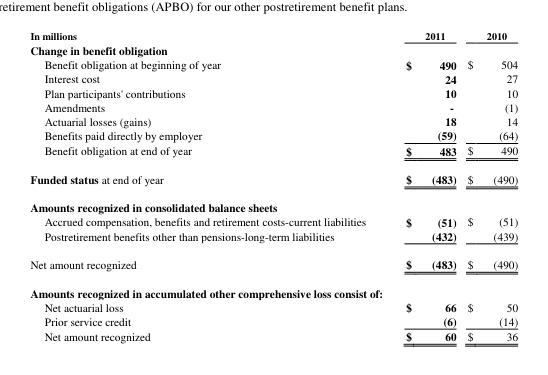 retirement benefit obligations (APBO) for our other postretirement benefit plans.
In millions 2011 2010
Change in benefit obligation
Benefit obligation at beginning of year $ 490 $ 504
Interest cost 24 27
Plan participants' contributions 10 10
Amendments - (1)
Actuarial losses (gains) 18 14
Benefits paid directly by employer (59) (64)
Benefit obligation at end of year $ 483 $ 490
Funded status at end of year $ (483) $ (490)
Amounts recognized in consolidated balance sheets
Accrued compensation, benefits and retirement costs-current liabilities $ (51) $ (51)
Postretirement benefits other than pensions-long-term liabilities (432) (439)
Net amount recognized $ (483) $ (490)
Amounts recognized in accumulated other comprehensive loss consist of:
Net actuarial loss $ 66 $ 50
Prior service credit (6) (14)
Net amount recognized $ 60 $ 36